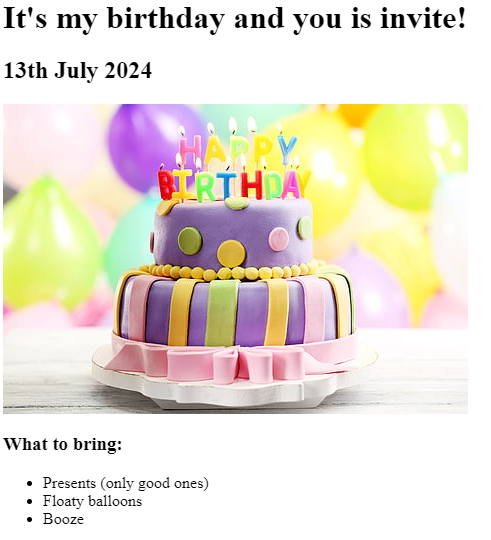 It's my birthday and you is invite!
13th July 2024
HAPPY
BIRTHDAY
What to bring:
Presents (only good ones)
Floaty balloons
Booze